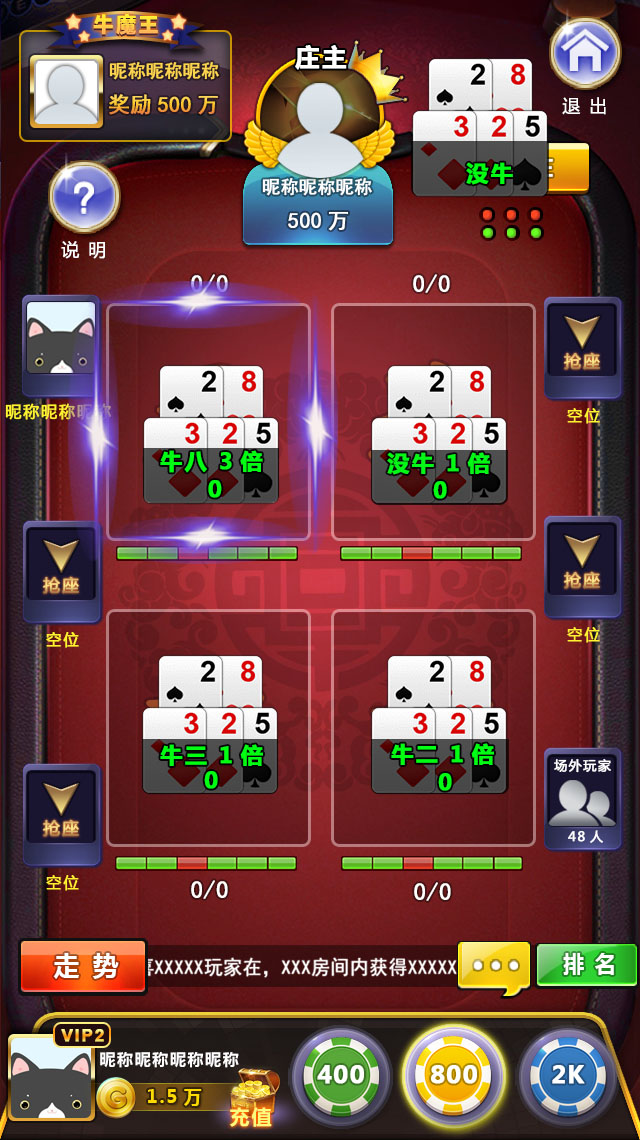 牛魔王
昵称昵称昵称
奖励 500 万
庄主
昵称昵称昵称
500 万
2 8
3 2 5
没牛
退 出
?
说 明
0/0
0/0
昵称昵称昵称
2 8
3 2 5
牛八 3 倍
0
2 8
3 2 5
没牛 1 倍
0
抢座
空位
抢座
空位
抢座
空位
2 8
3 2 5
牛三 1 倍
0
2 8
3 2 5
牛二 1 倍
0
抢座
空位
场外玩家
48 人
0/0
0/0
走 势
喜XXXXX玩家在，XXX房间内获得XXXXX
排 名
VIP2
昵称昵称昵称昵称
G
1.5 万
充值
400
800
2K